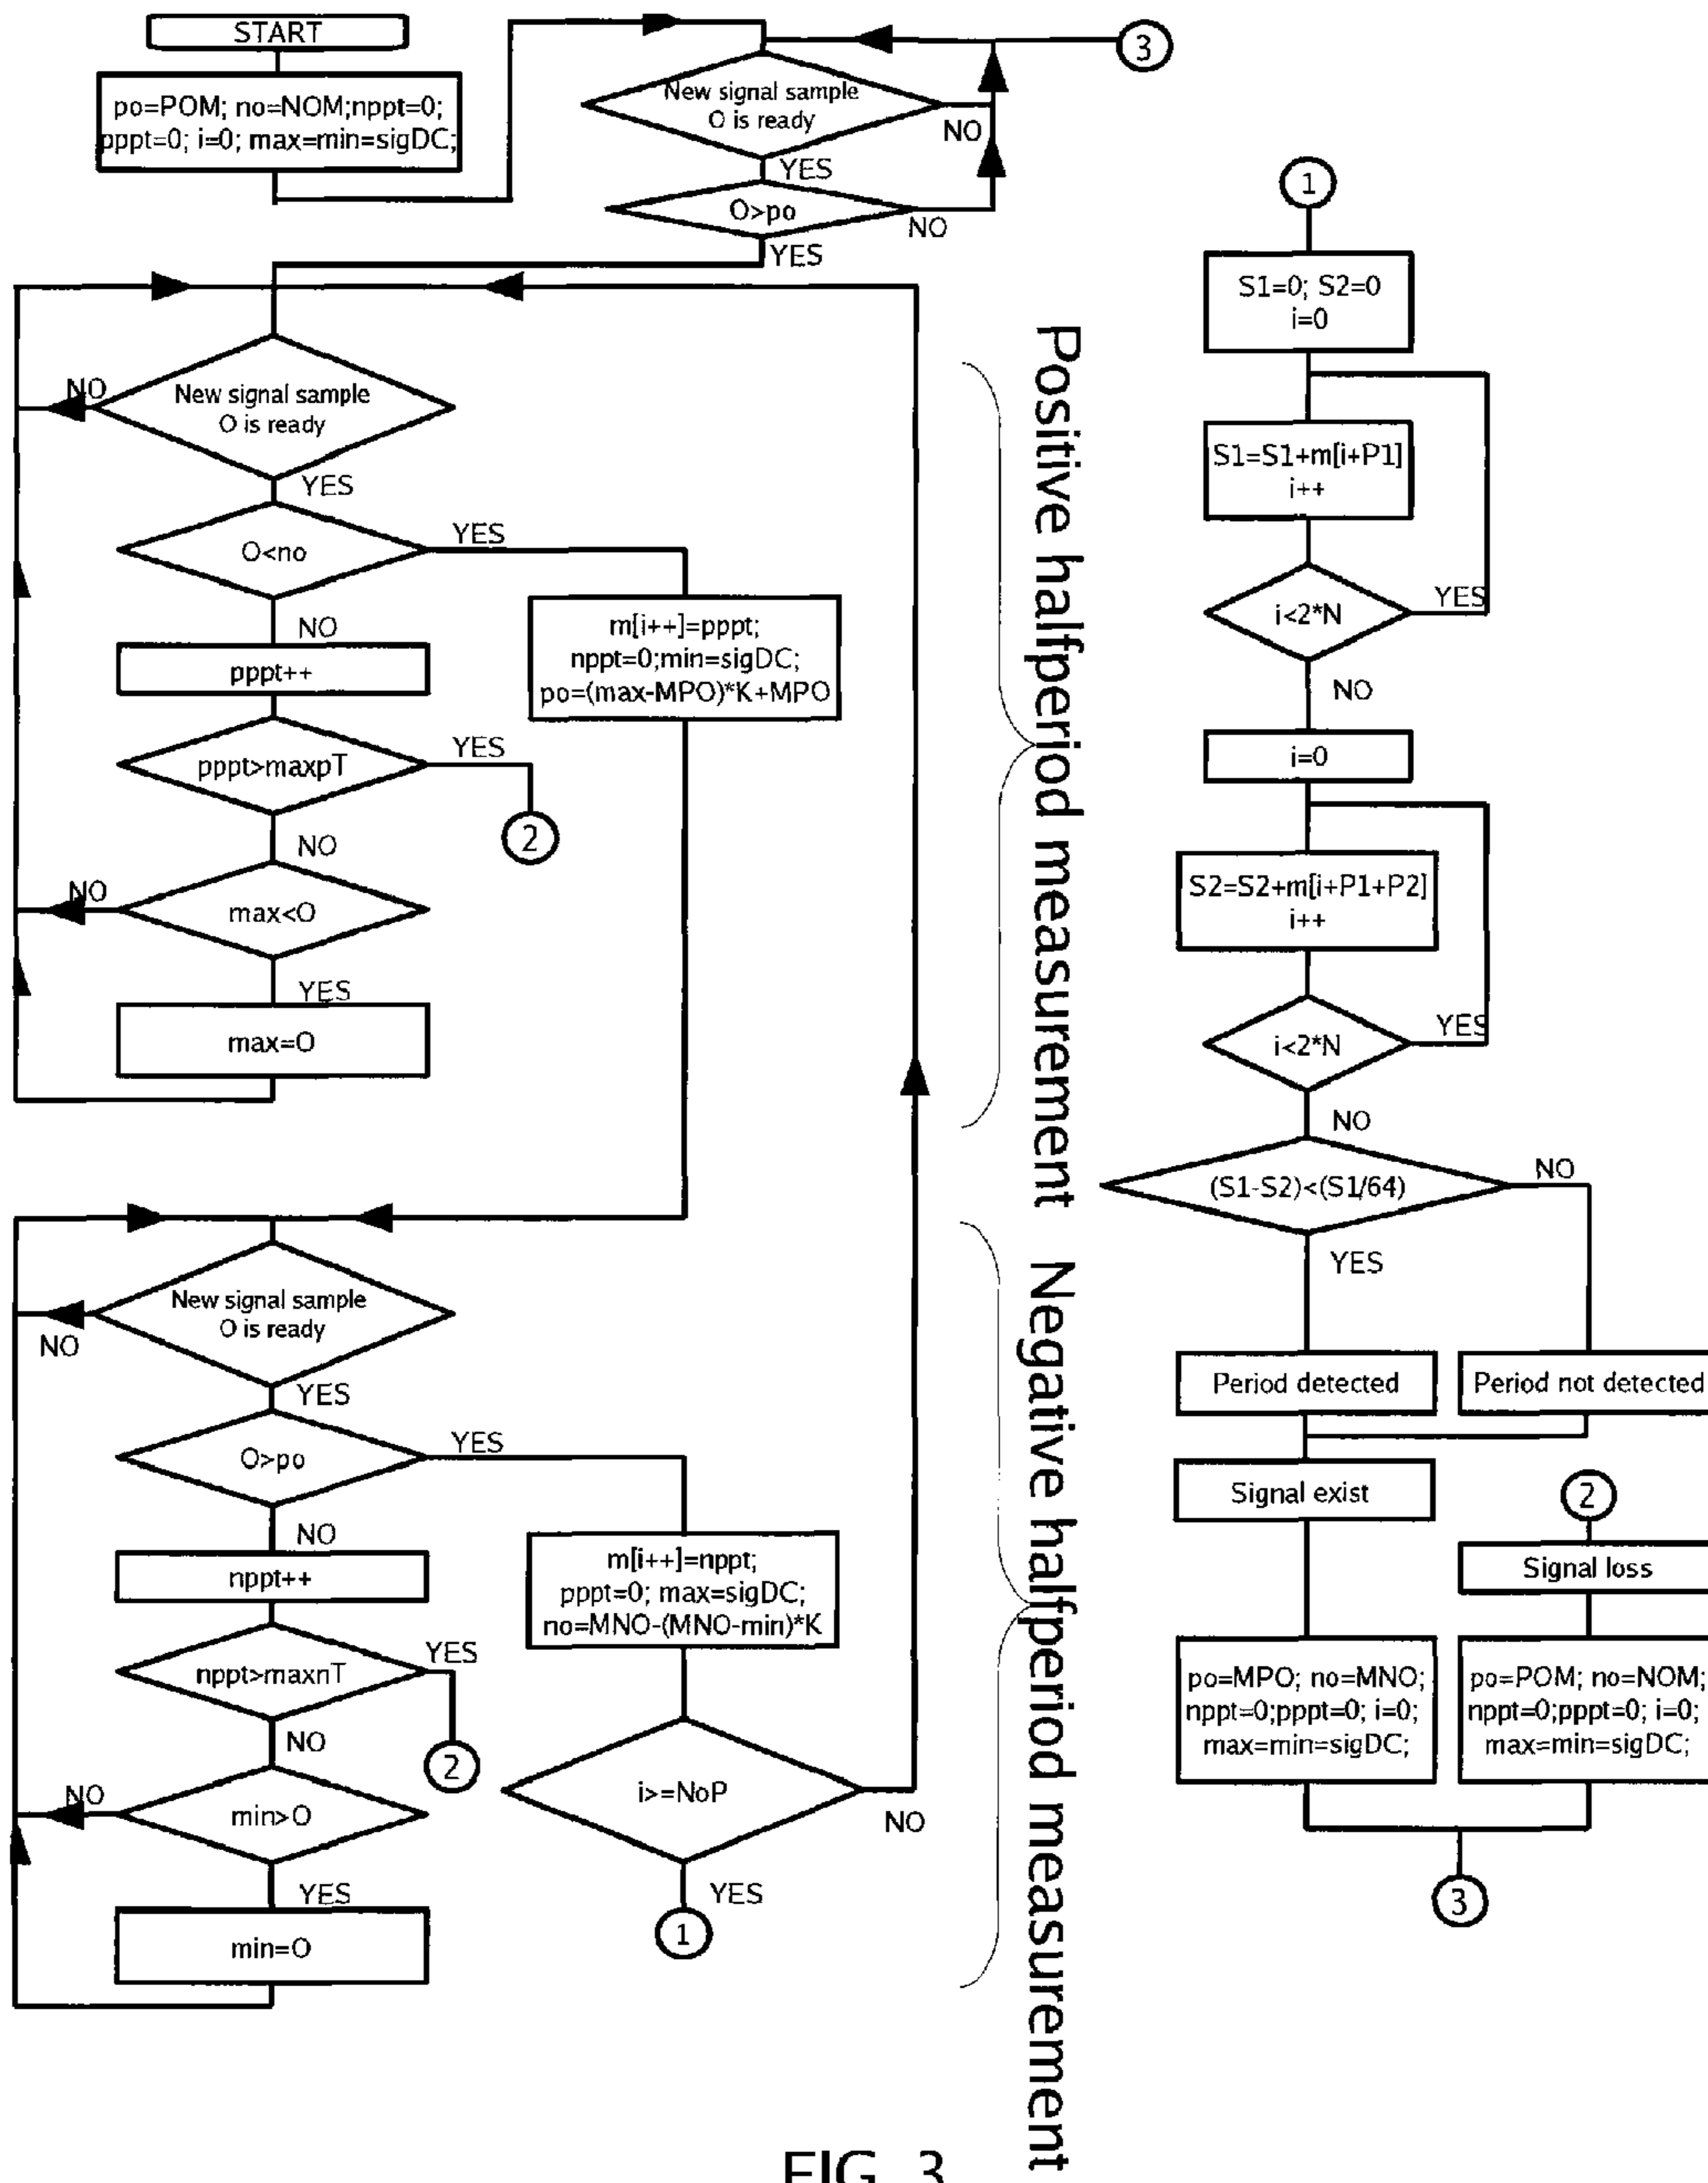 START
po=POM; no=NOM;nppt=0;
pppt=0; i=0; max=min=sigDC;
3
New signal sample
O is ready
NO
YES
O>po
NO
YES
New signal sample
O is ready
NO
YES
O<no
YES
NO
m[i++]=pppt;
nppt=0;min=sigDC;
po=(max-MPO)*K+MPO
pppt++
pppt>maxpT
YES
2
NO
max<O
NO
YES
max=O
Positive halfperiod measurement
New signal sample
O is ready
NO
YES
O>po
YES
NO
m[i++]=nppt;
pppt=0; max=sigDC;
no=MNO-(MNO-min)*K
nppt++
nppt>maxnT
YES
2
NO
i>=NoP
NO
YES
1
min>O
NO
YES
min=O
Negative halfperiod measurement
1
S1=0; S2=0
i=0
S1=S1+m[i+P1]
i++
i<2*N
YES
NO
i=0
S2=S2+m[i+P1+P2]
i++
i<2*N
YES
NO
(S1-S2)<(S1/64)
NO
YES
Period detected
Period not detected
Signal exist
2
Signal loss
po=MPO; no=MNO;
nppt=0;pppt=0; i=0;
max=min=sigDC;
po=POM; no=NOM;
nppt=0;pppt=0; i=0;
max=min=sigDC;
3
FIG. 3